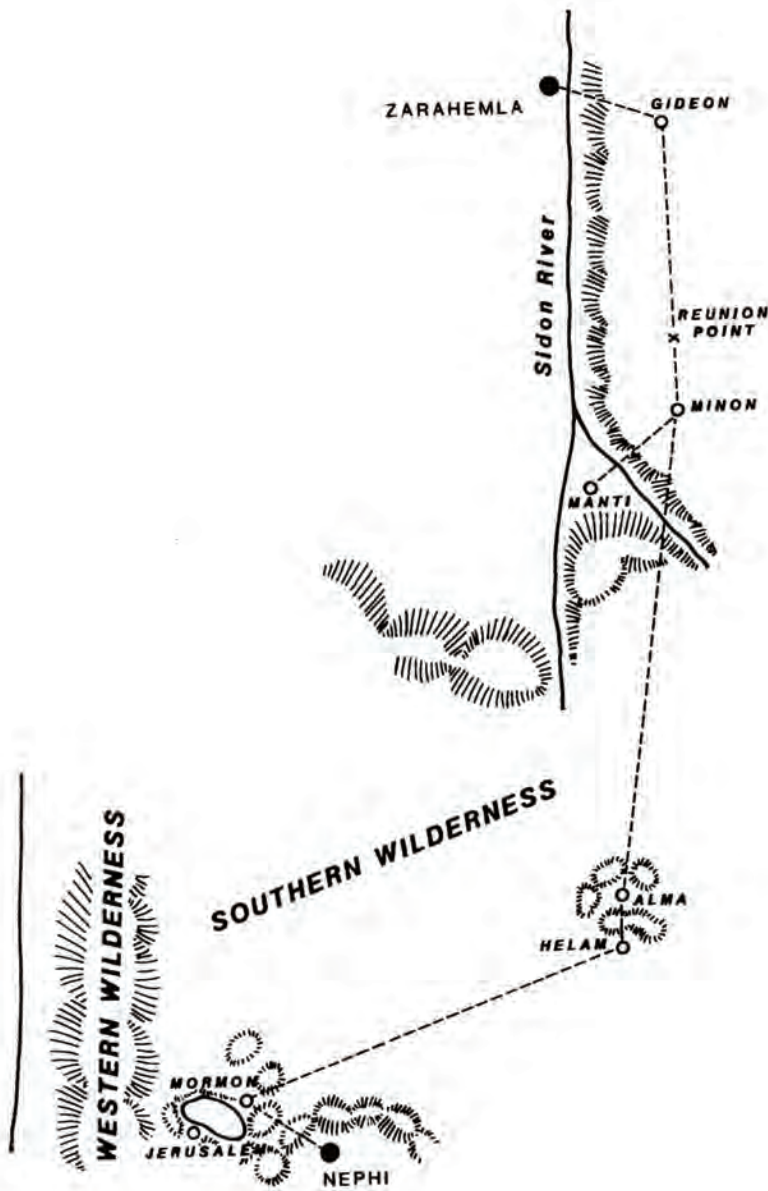 ZARAHEMLA
GIDEON
Sidon River
REUNION
POINT
MINON
MANTI
SOUTHERN WILDERNESS
WESTERN WILDERNESS
ALMA
HELAM
MORMON
JERUSALEM
NEPHI